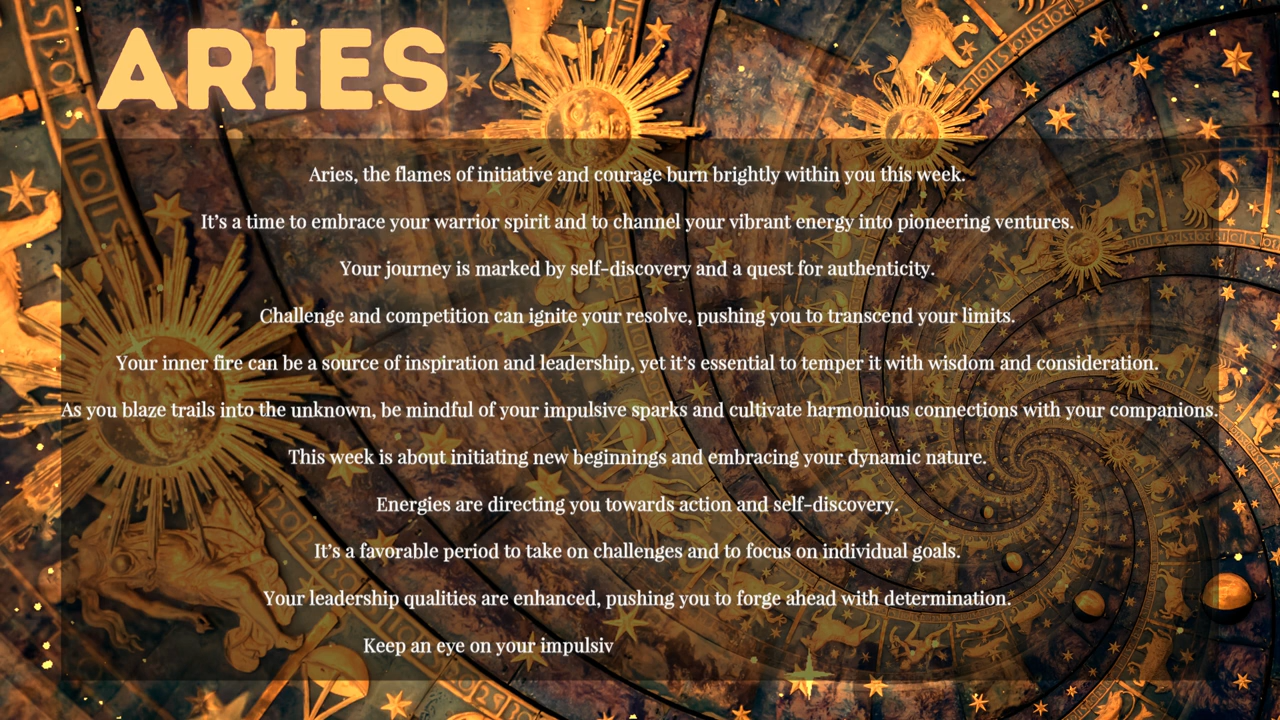 ARIES
Aries, the flames of initiative and courage burn brightly within you this week.
It's a time to embrace your warrior spirit and to channel your vibrant energy into pioneering ventures.
Your journey is marked by self-discovery and a quest for authenticity.
Challenge and competition can ignite your resolve, pushing you to transcend your limits.
Your inner fire can be a source of inspiration and leadership, yet it's essential to temper it with wisdom and consideration.
As you blaze trails into the unknown, be mindful of your impulsive sparks and cultivate harmonious connections with your companions.
This week is about initiating new beginnings and embracing your dynamic nature.
Energies are directing you towards action and self-discovery.
It's a favorable period to take on challenges and to focus on individual goals.
Your leadership qualities are enhanced, pushing you to forge ahead with determination.
Keep an eye on your impulsiv